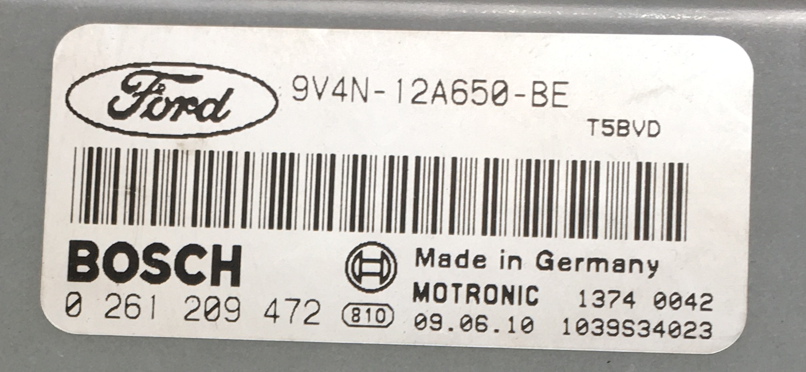 Ford 9V4N-12A650-BE
T5BVD
BOSCH Made in Germany
MOTRONIC 1374 0042
0 261 209 472 810 09.06.10 1039S34023